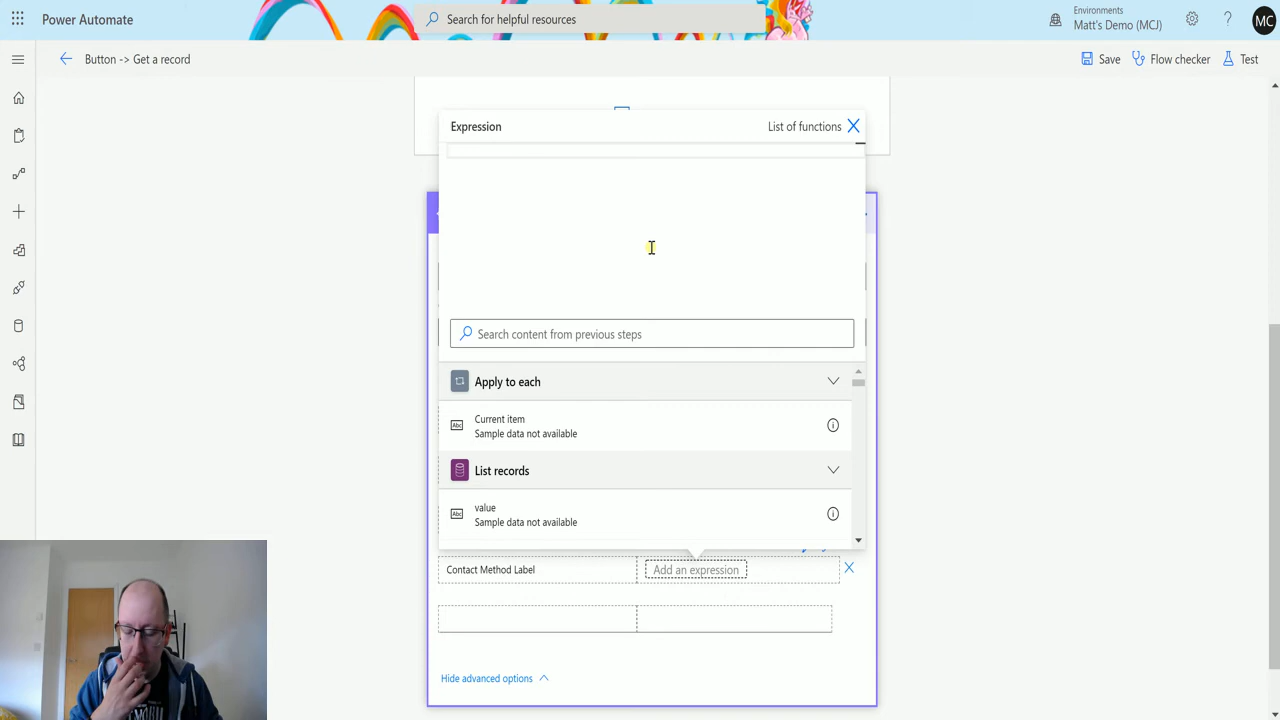 Power Automate
Search for helpful resources
Environments
Matt's Demo (MCJ)
MC
Button -> Get a record
Save
Flow checker
Test
Expression
List of functions
Search content from previous steps
Apply to each
Abc
Current item
Sample data not available
List records
Abc
value
Sample data not available
Contact Method Label
Add an expression
Hide advanced options